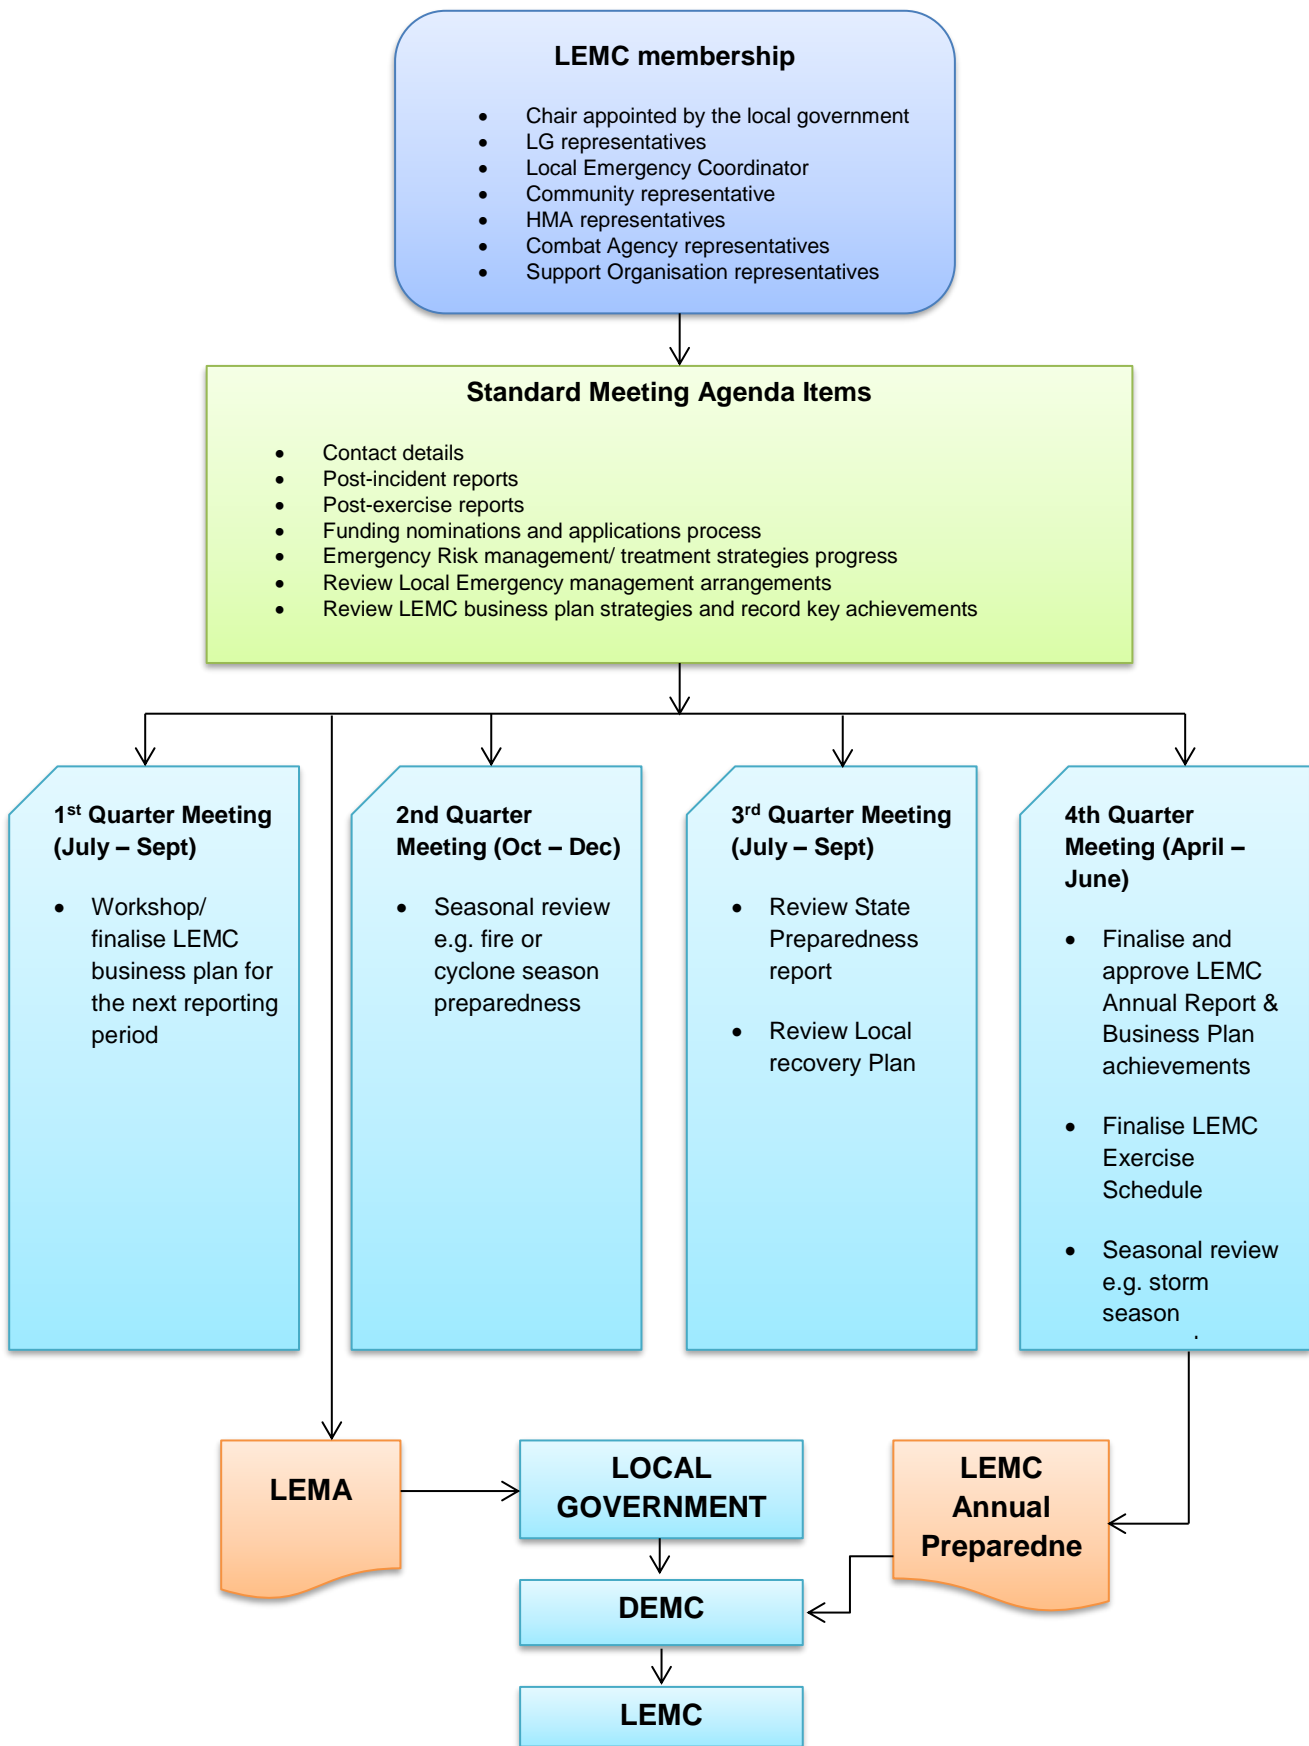 LEMC membership
• Chair appointed by the local government
• LG representatives
• Local Emergency Coordinator
• Community representative
• HMA representatives
• Combat Agency representatives
• Support Organisation representatives
Standard Meeting Agenda Items
• Contact details
• Post-incident reports
• Post-exercise reports
• Funding nominations and applications process
• Emergency Risk management/ treatment strategies progress
• Review Local Emergency management arrangements
• Review LEMC business plan strategies and record key achievements
1st Quarter Meeting
(July – Sept)
• Workshop/
finalise LEMC
business plan for
the next reporting
period
2nd Quarter
Meeting (Oct – Dec)
• Seasonal review
e.g. fire or
cyclone season
preparedness
3rd Quarter Meeting
(July – Sept)
• Review State
Preparedness
report
• Review Local
recovery Plan
4th Quarter
Meeting (April –
June)
• Finalise and
approve LEMC
Annual Report &
Business Plan
achievements
• Finalise LEMC
Exercise
Schedule
• Seasonal review
e.g. storm
season
.
LEMA
LOCAL
GOVERNMENT
LEMC
Annual
Preparedne
DEMC
LEMC